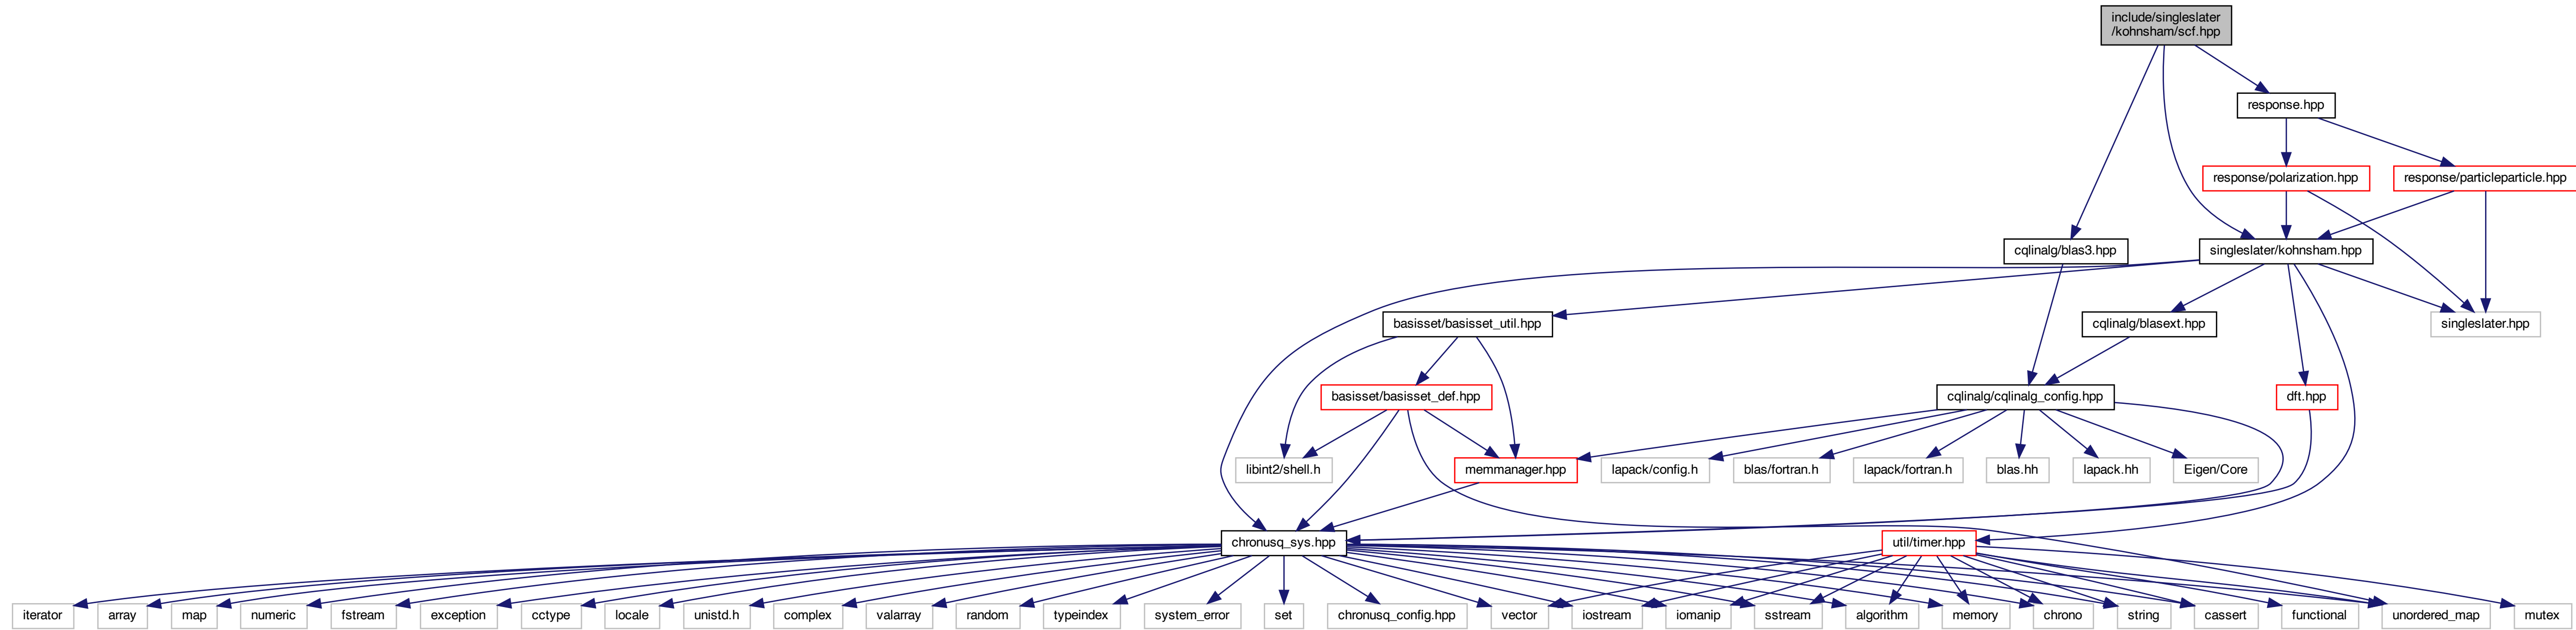 include/singleslater
/kohnsham/scf.hpp
response.hpp
response/polarization.hpp
response/particleparticle.hpp
cqlinalg/blas3.hpp
singleslater/kohnsham.hpp
basisset/basisset_util.hpp
cqlinalg/blasext.hpp
singleslater.hpp
basisset/basisset_def.hpp
cqlinalg/cqlinalg_config.hpp
dft.hpp
libint2/shell.h
memmanager.hpp
lapack/config.h
blas/fortran.h
lapack/fortran.h
blas.hh
lapack.hh
Eigen/Core
chronusq_sys.hpp
util/timer.hpp
iterator
array
map
numeric
fstream
exception
cctype
locale
unistd.h
complex
valarray
random
typeindex
system_error
set
chronusq_config.hpp
vector
iostream
iomanip
sstream
algorithm
memory
chrono
string
cassert
functional
unordered_map
mutex